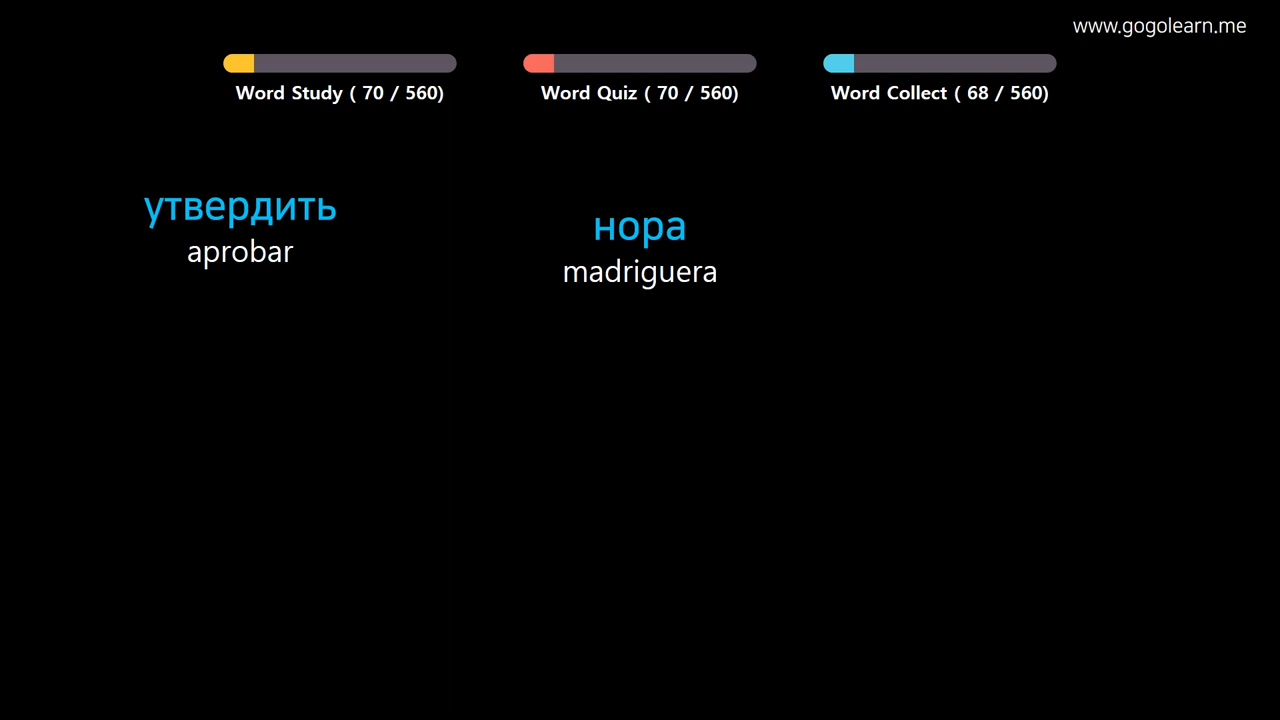 www.gogolearn.me
Word Study ( 70 / 560)
Word Quiz ( 70 / 560)
Word Collect ( 68 / 560)
утвердить
aprobar
нора
madriguera